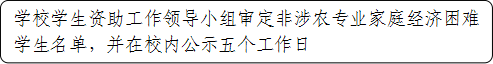 学校学生资助工作领导小组审定非涉农专业家庭经济困难
学生名单，并在校内公示五个工作日